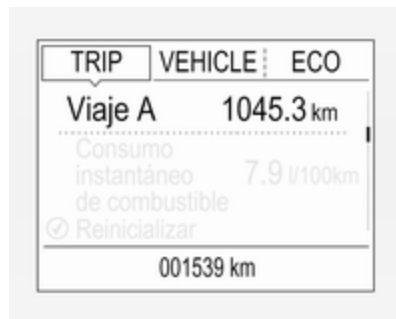 TRIP VEHICLE ECO
Viaje A 1045.3 km
Consumo
instantáneo 7.9 l/100km
de combustible
Reinicializar
001539 km